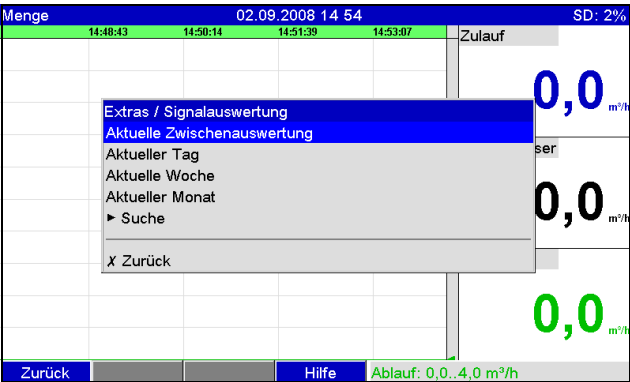 Menge 02.09.2008 14 54 SD: 2%
14:48:43 14:50:14 14:51:39 14:53:07
Zulauf
0,0 m³/h
Extras / Signalauswertung
Aktuelle Zwischenauswertung
Aktueller Tag
Aktuelle Woche
Aktueller Monat
► Suche
✗ Zurück
ser
0,0 m³/h
0,0 m³/h
Zurück Hilfe Ablauf: 0,0..4,0 m³/h